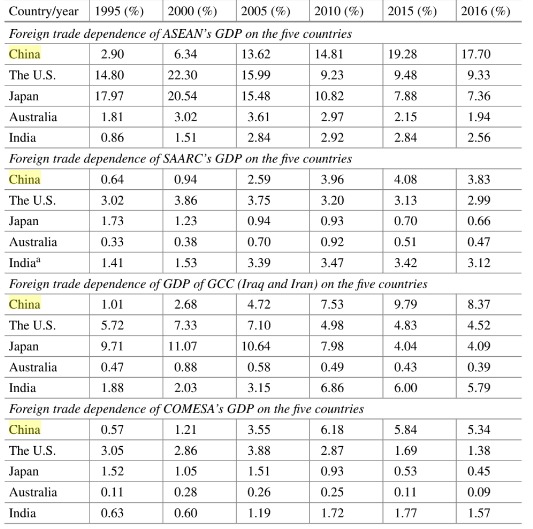 Country/year 1995 (%) 2000 (%) 2005 (%) 2010 (%) 2015 (%) 2016 (%)
Foreign trade dependence of ASEAN's GDP on the five countries
China 2.90 6.34 13.62 14.81 19.28 17.70
The U.S. 14.80 22.30 15.99 9.23 9.48 9.33
Japan 17.97 20.54 15.48 10.82 7.88 7.36
Australia 1.81 3.02 3.61 2.97 2.15 1.94
India 0.86 1.51 2.84 2.92 2.84 2.56
Foreign trade dependence of SAARC's GDP on the five countries
China 0.64 0.94 2.59 3.96 4.08 3.83
The U.S. 3.02 3.86 3.75 3.20 3.13 2.99
Japan 1.73 1.23 0.94 0.93 0.70 0.66
Australia 0.33 0.38 0.70 0.92 0.51 0.47
Indiaᵃ 1.41 1.53 3.39 3.47 3.42 3.12
Foreign trade dependence of GDP of GCC (Iraq and Iran) on the five countries
China 1.01 2.68 4.72 7.53 9.79 8.37
The U.S. 5.72 7.33 7.10 4.98 4.83 4.52
Japan 9.71 11.07 10.64 7.98 4.04 4.09
Australia 0.47 0.88 0.58 0.49 0.43 0.39
India 1.88 2.03 3.15 6.86 6.00 5.79
Foreign trade dependence of COMESA's GDP on the five countries
China 0.57 1.21 3.55 6.18 5.84 5.34
The U.S. 3.05 2.86 3.88 2.87 1.69 1.38
Japan 1.52 1.05 1.51 0.93 0.53 0.45
Australia 0.11 0.28 0.26 0.25 0.11 0.09
India 0.63 0.60 1.19 1.72 1.77 1.57